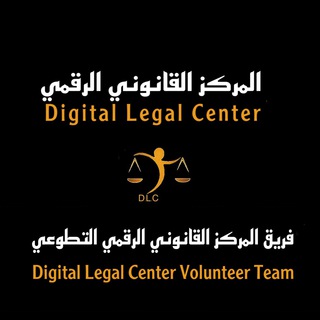 المركز القانوني الرقمي
Digital Legal Center
DLC
فريق المركز القانوني الرقمي التطوعي
Digital Legal Center Volunteer Team